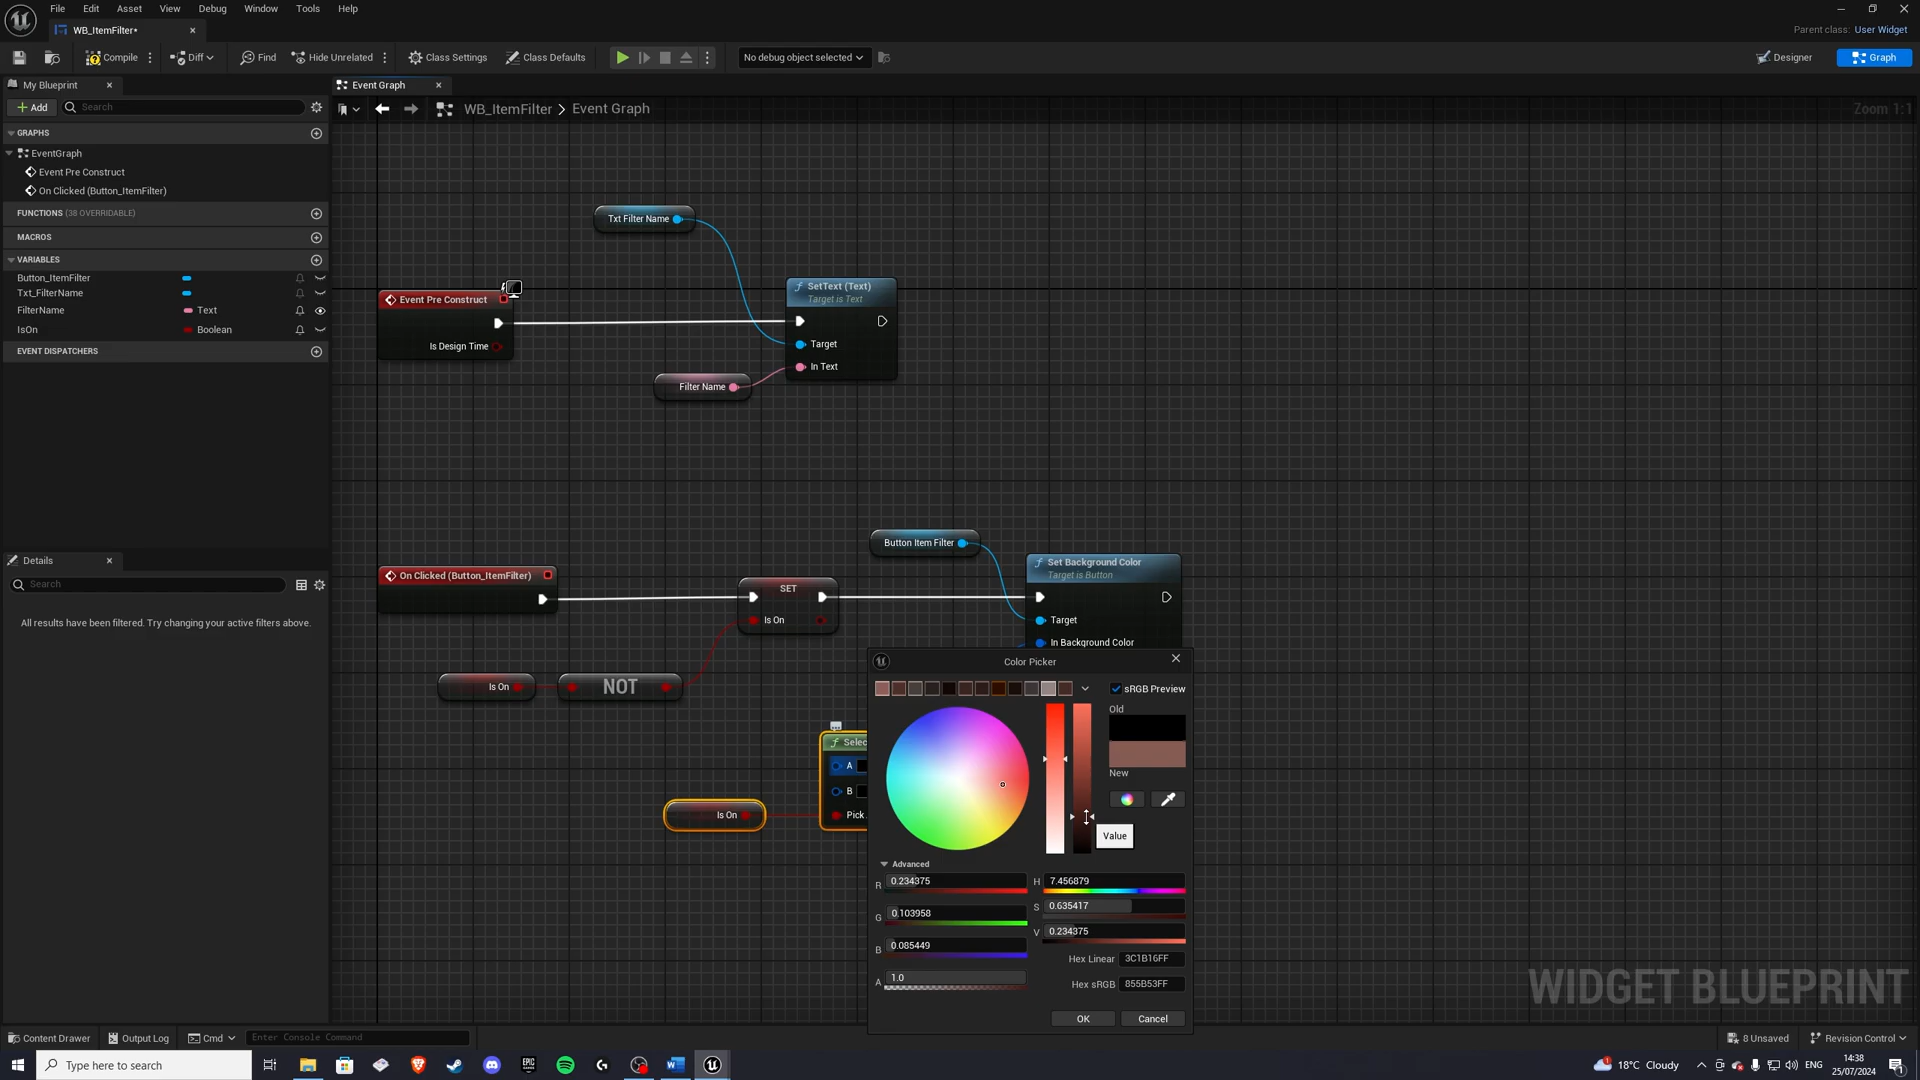 File Edit Asset View Debug Window Tools Help
WB_ItemFilter•
Parent class: User Widget
Compile Diff Find Hide Unrelated Class Settings Class Defaults No debug object selected Designer Graph
My Blueprint
Event Graph
Add Search
WB_ItemFilter > Event Graph
Zoom 1:1
GRAPHS
EventGraph
Event Pre Construct
On Clicked (Button_ItemFilter)
FUNCTIONS (38 OVERRIDABLE)
MACROS
VARIABLES
Button_ItemFilter
Txt_FilterName
FilterName Text
IsOn Boolean
EVENT DISPATCHERS
Details
Search
All results have been filtered. Try changing your active filters above.
Txt Filter Name
Event Pre Construct
Is Design Time
SetText (Text)
Target is Text
Target
In Text
Filter Name
Button Item Filter
On Clicked (Button_ItemFilter)
SET
Is On
Set Background Color
Target is Button
Target
In Background Color
Is On
NOT
Selec
A
B
Pick
Is On
Color Picker
sRGB Preview
Old
New
Value
Advanced
R 0.234375
H 7.456879
S 0.635417
G 0.103958
V 0.234375
B 0.085449
Hex Linear 3C1B16FF
A 1.0
Hex sRGB 855B53FF
OK Cancel
WIDGET BLUEPRINT
Content Drawer Output Log Cmd Enter Console Command 8 Unsaved Revision Control
Type here to search
EPIC
GAMES
W
1
18°C Cloudy
ENG
14:38
25/07/2024